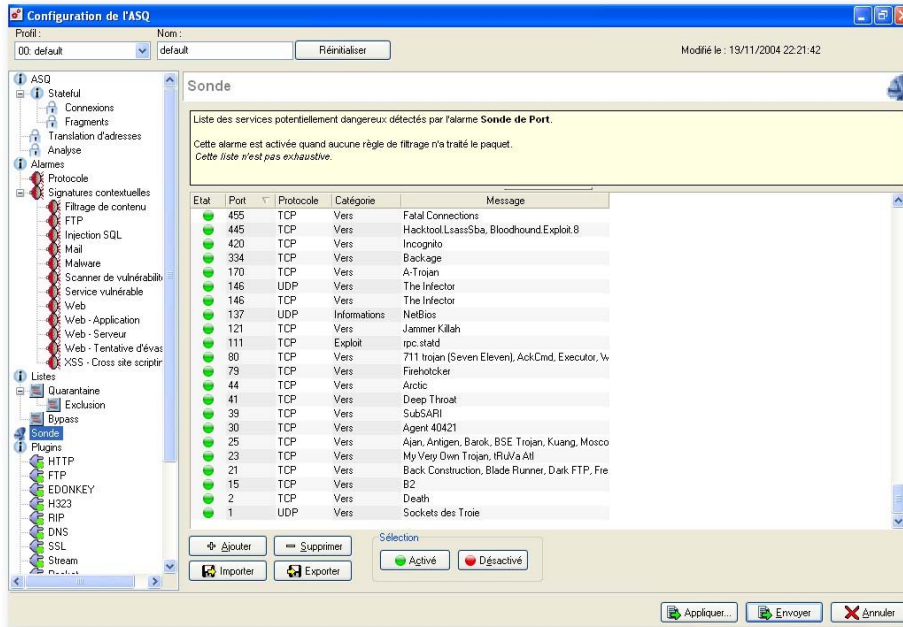 Configuration de l'ASQ
Profil :
Nom :
00: default
default
Réinitialiser
Modifié le : 19/11/2004 22:21:42
ASQ
Stateful
Connexions
Fragments
Translation d'adresses
Analyse
Alarmes
Protocole
Signatures contextuelles
Filtrage de contenu
FTP
Injection SQL
Mail
Malware
Scanner de vulnérabilit
Service vulnérable
Web
Web - Application
Web - Serveur
Web - Tentative d'évas
XSS - Cross site scriptir
Listes
Quarantaine
Exclusion
Bypass
Sonde
Plugins
HTTP
FTP
EDONKEY
H323
RIP
DNS
SSL
Stream
Sonde
Liste des services potentiellement dangereux détectés par l'alarme Sonde de Port.
Cette alarme est activée quand aucune règle de filtrage n'a traité le paquet.
Cette liste n'est pas exhaustive.
Etat Port Protocole Catégorie Message
455 TCP Vers Fatal Connections
445 TCP Vers Hacktool.LsassSba, Bloodhound.Exploit.8
420 TCP Vers Incognito
334 TCP Vers Backage
170 TCP Vers A-Trojan
146 UDP Vers The Infector
146 TCP Vers The Infector
137 UDP Informations NetBios
121 TCP Vers Jammer Killah
111 TCP Exploit rpc.statd
80 TCP Vers 711 trojan (Seven Eleven), AckCmd, Executor, W
79 TCP Vers Firehotcker
44 TCP Vers Arctic
41 TCP Vers Deep Throat
39 TCP Vers SubSARI
30 TCP Vers Agent 40421
25 TCP Vers Ajan, Antigen, Barok, BSE Trojan, Kuang, Mosco
23 TCP Vers My Very Own Trojan, tRuVa Atl
21 TCP Vers Back Construction, Blade Runner, Dark FTP, Fre
15 TCP Vers B2
2 TCP Vers Death
1 UDP Vers Sockets des Troie
Ajouter
Supprimer
Importer
Exporter
Sélection
Activé
Désactivé
Appliquer...
Envoyer
Annuler